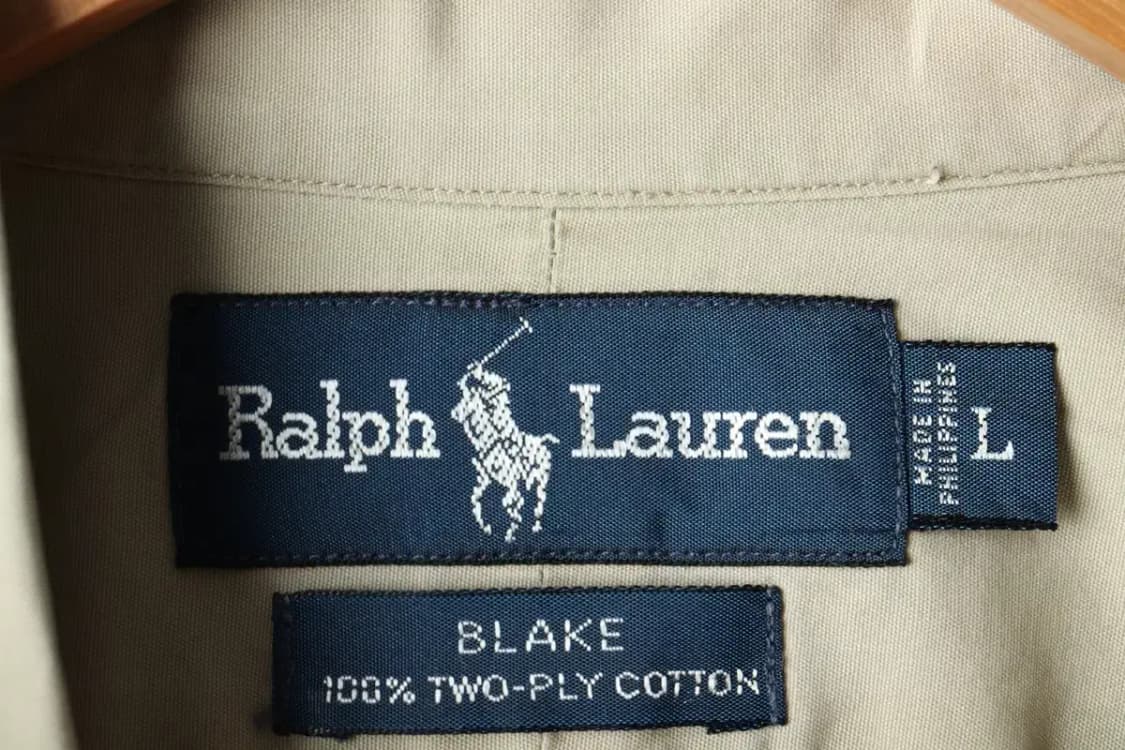 Ralph Lauren
MADE IN
PHILIPPINES
L
BLAKE
100% TWO-PLY COTTON